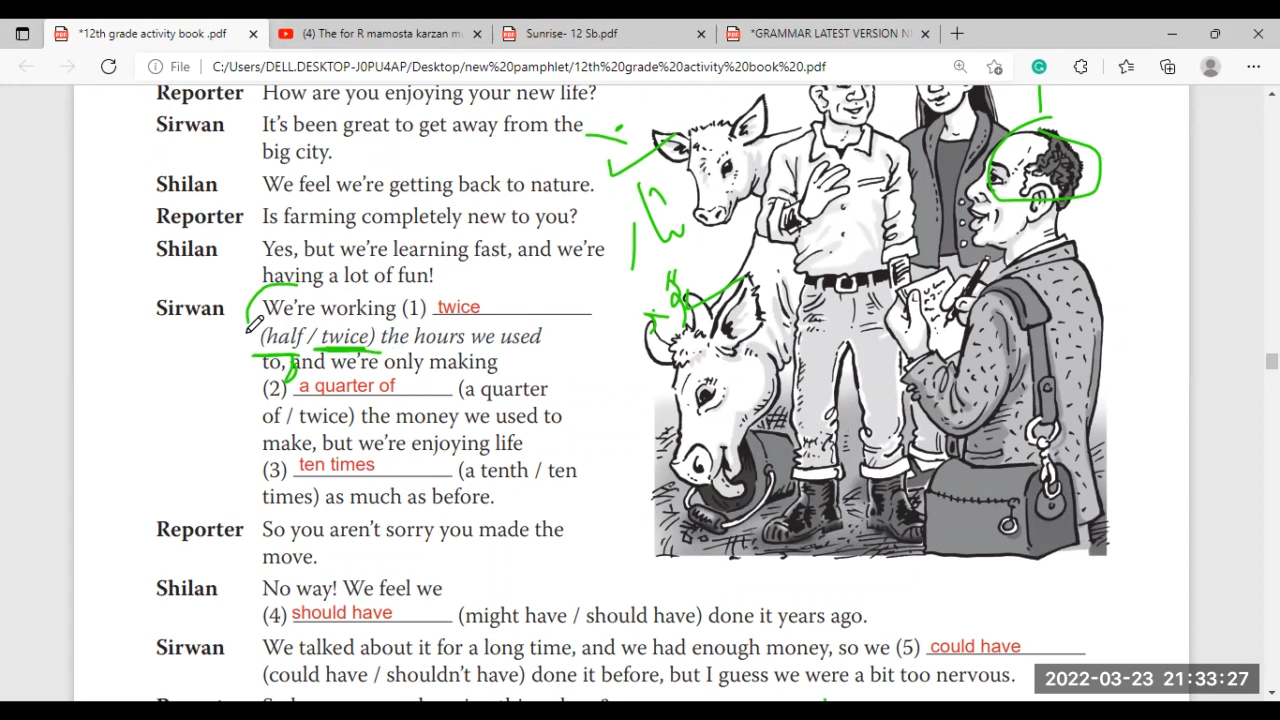 *12th grade activity book .pdf
(4) The for R mamosta karzan m
Sunrise- 12 Sb.pdf
*GRAMMAR LATEST VERSION N
File C:/Users/DELL.DESKTOP-J0PU4AP/Desktop/new%20pamphlet/12th%20grade%20activity%20book%20.pdf
Reporter How are you enjoying your new life?
Sirwan It's been great to get away from the
big city.
Shilan We feel we're getting back to nature.
Reporter Is farming completely new to you?
Shilan Yes, but we're learning fast, and we're
having a lot of fun!
Sirwan We're working (1) twice
(half / twice) the hours we used
to, and we're only making
(2) a quarter of (a quarter
of / twice) the money we used to
make, but we're enjoying life
(3) ten times (a tenth / ten
times) as much as before.
Reporter So you aren't sorry you made the
move.
Shilan No way! We feel we
(4) should have (might have / should have) done it years ago.
Sirwan We talked about it for a long time, and we had enough money, so we (5) could have
(could have / shouldn't have) done it before, but I guess we were a bit too nervous.
2022-03-23 21:33:27